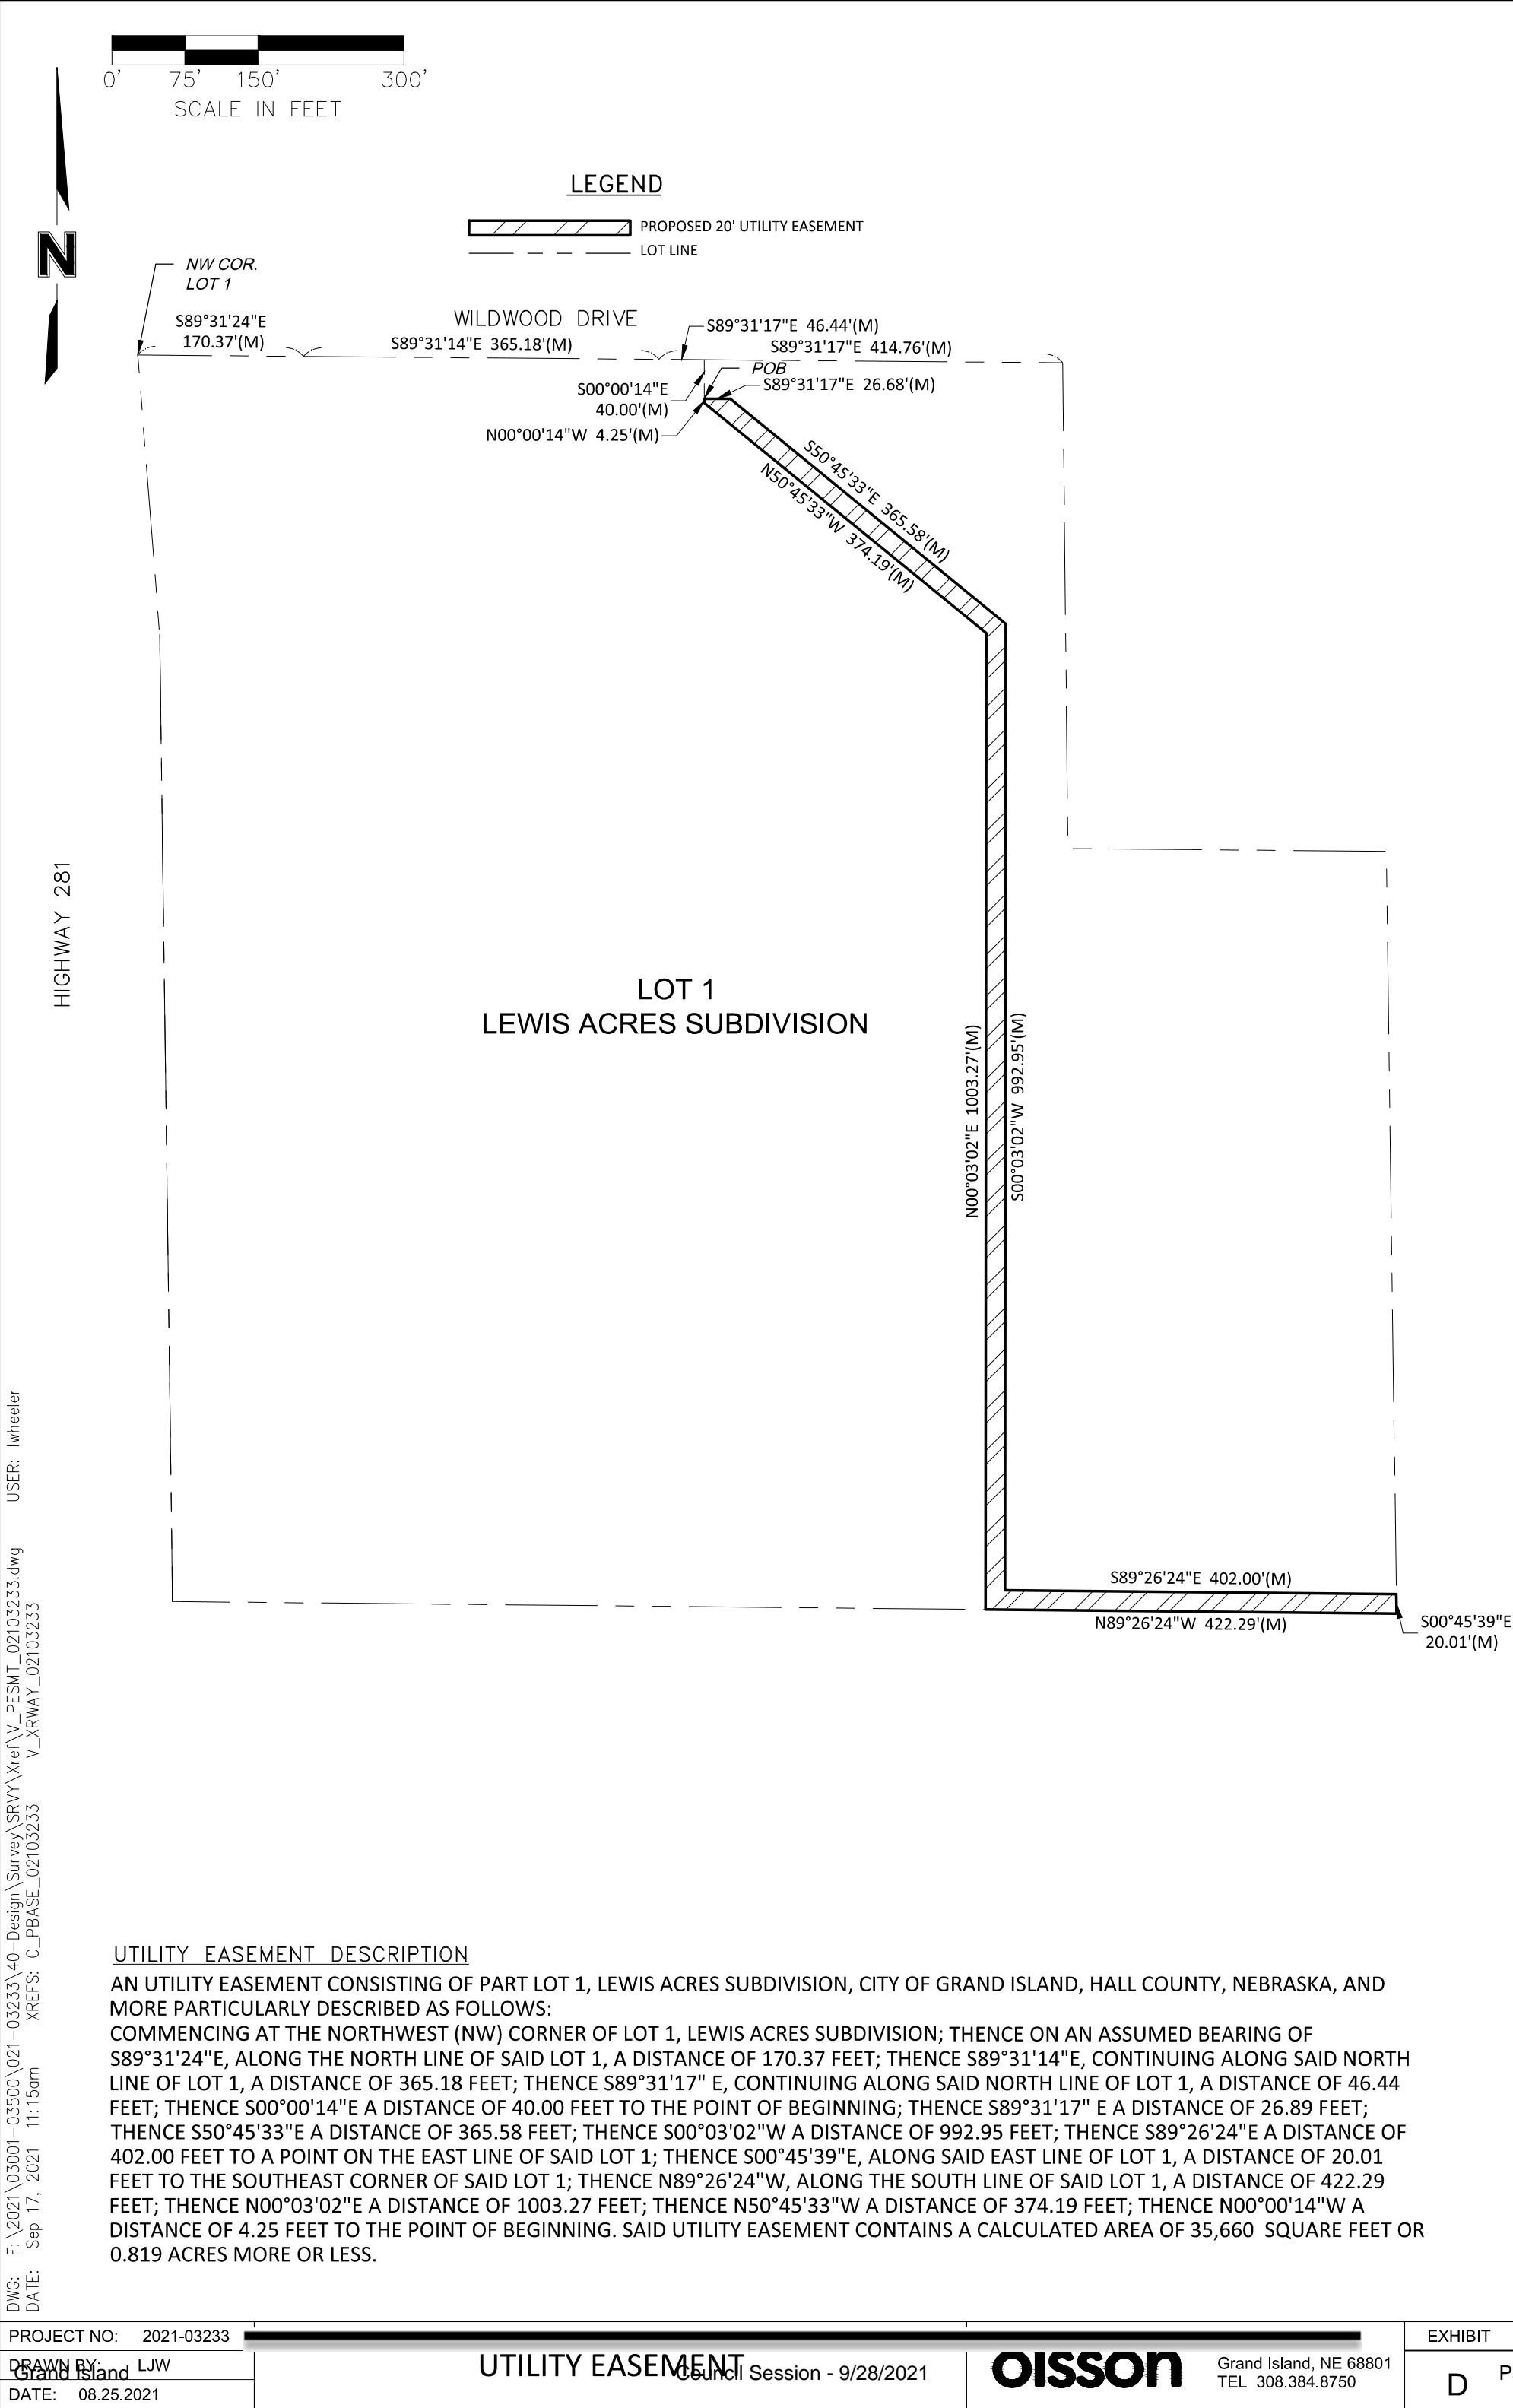 0' 75' 150' 300'
SCALE IN FEET
LEGEND
PROPOSED 20' UTILITY EASEMENT
LOT LINE
N
NW COR.
LOT 1
S89°31'24"E
170.37'(M)
WILDWOOD DRIVE
S89°31'14"E 365.18'(M)
S89°31'17"E 46.44'(M)
S89°31'17"E 414.76'(M)
POB
S89°31'17"E 26.68'(M)
S00°00'14"E
40.00'(M)
N00°00'14"W 4.25'(M)
S50°45'33"E 365.58'(M)
N50°45'33"W 374.19'(M)
HIGHWAY 281
LOT 1
LEWIS ACRES SUBDIVISION
N00°03'02"E 1003.27'(M)
S00°03'02"W 992.95'(M)
S89°26'24"E 402.00'(M)
N89°26'24"W 422.29'(M)
S00°45'39"E
20.01'(M)
DWG: F:\2021\03001-03500\021-03233\40-Design\Survey\SRVY\Xref\V_PESMT_02103233.dwg USER: lwheeler
DATE: Sep 17, 2021 11:15am XREFS: C_PBASE_02103233 V_XRWAY_02103233
UTILITY EASEMENT DESCRIPTION
AN UTILITY EASEMENT CONSISTING OF PART LOT 1, LEWIS ACRES SUBDIVISION, CITY OF GRAND ISLAND, HALL COUNTY, NEBRASKA, AND
MORE PARTICULARLY DESCRIBED AS FOLLOWS:
COMMENCING AT THE NORTHWEST (NW) CORNER OF LOT 1, LEWIS ACRES SUBDIVISION; THENCE ON AN ASSUMED BEARING OF
S89°31'24"E, ALONG THE NORTH LINE OF SAID LOT 1, A DISTANCE OF 170.37 FEET; THENCE S89°31'14"E, CONTINUING ALONG SAID NORTH
LINE OF LOT 1, A DISTANCE OF 365.18 FEET; THENCE S89°31'17" E, CONTINUING ALONG SAID NORTH LINE OF LOT 1, A DISTANCE OF 46.44
FEET; THENCE S00°00'14"E A DISTANCE OF 40.00 FEET TO THE POINT OF BEGINNING; THENCE S89°31'17" E A DISTANCE OF 26.89 FEET;
THENCE S50°45'33"E A DISTANCE OF 365.58 FEET; THENCE S00°03'02"W A DISTANCE OF 992.95 FEET; THENCE S89°26'24"E A DISTANCE OF
402.00 FEET TO A POINT ON THE EAST LINE OF SAID LOT 1; THENCE S00°45'39"E, ALONG SAID EAST LINE OF LOT 1, A DISTANCE OF 20.01
FEET TO THE SOUTHEAST CORNER OF SAID LOT 1; THENCE N89°26'24"W, ALONG THE SOUTH LINE OF SAID LOT 1, A DISTANCE OF 422.29
FEET; THENCE N00°03'02"E A DISTANCE OF 1003.27 FEET; THENCE N50°45'33"W A DISTANCE OF 374.19 FEET; THENCE N00°00'14"W A
DISTANCE OF 4.25 FEET TO THE POINT OF BEGINNING. SAID UTILITY EASEMENT CONTAINS A CALCULATED AREA OF 35,660 SQUARE FEET OR
0.819 ACRES MORE OR LESS.
PROJECT NO: 2021-03233
DRAWN BY: LJW
Grand Island
DATE: 08.25.2021
UTILITY EASEMENT
Council Session - 9/28/2021
olsson
Grand Island, NE 68801
TEL 308.384.8750
EXHIBIT
D